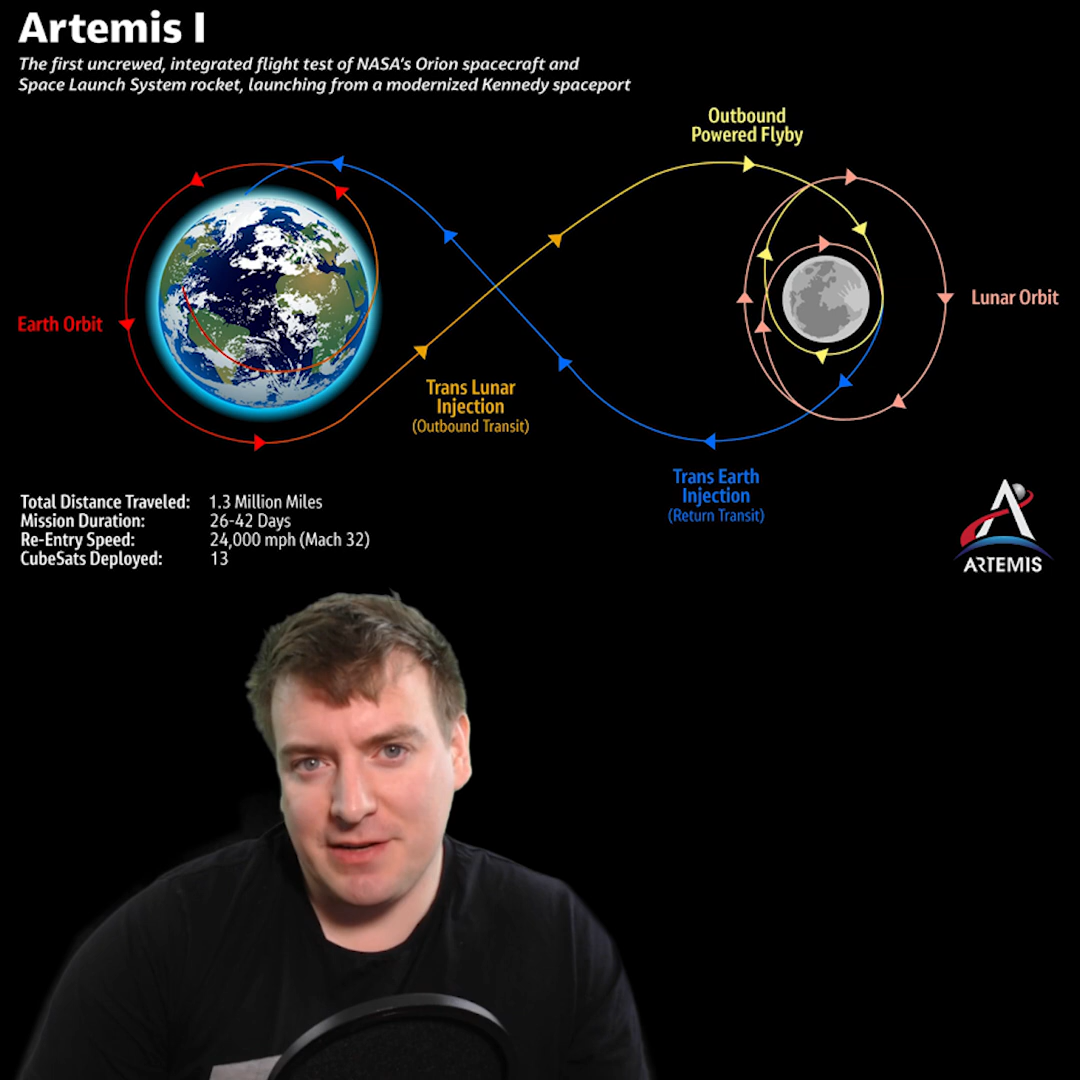 Artemis I
The first uncrewed, integrated flight test of NASA's Orion spacecraft and
Space Launch System rocket, launching from a modernized Kennedy spaceport
Outbound
Powered Flyby
Earth Orbit
Lunar Orbit
Trans Lunar
Injection
(Outbound Transit)
Trans Earth
Injection
(Return Transit)
Total Distance Traveled: 1.3 Million Miles
Mission Duration: 26-42 Days
Re-Entry Speed: 24,000 mph (Mach 32)
CubeSats Deployed: 13
ARTEMIS